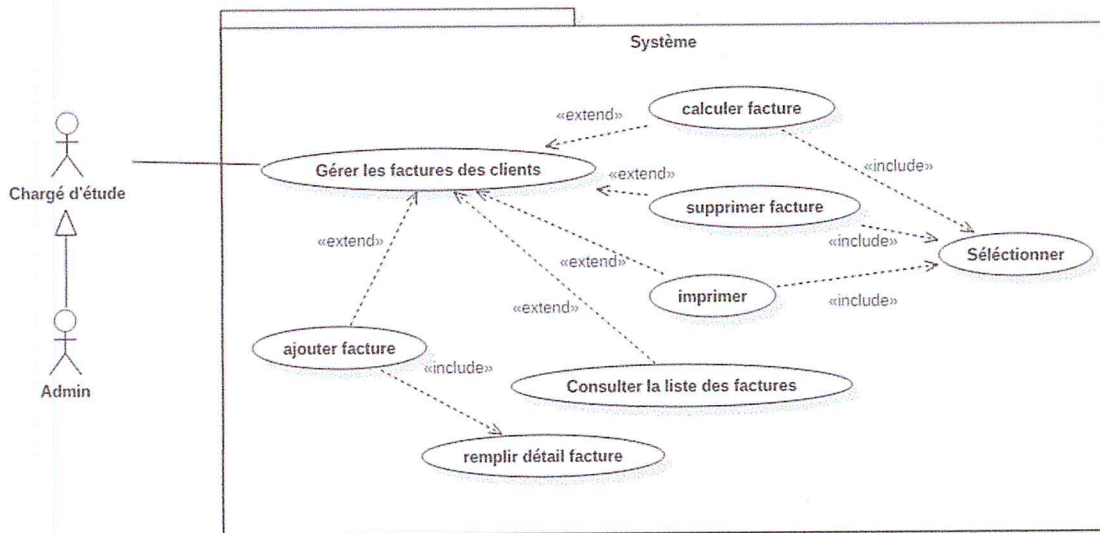 Système
calculer facture
«extend»
«include»
Gérer les factures des clients
«extend»
supprimer facture
Chargé d'étude
«extend»
«include»
Séléctionner
«extend»
imprimer
«include»
«extend»
ajouter facture
«include»
Consulter la liste des factures
Admin
remplir détail facture